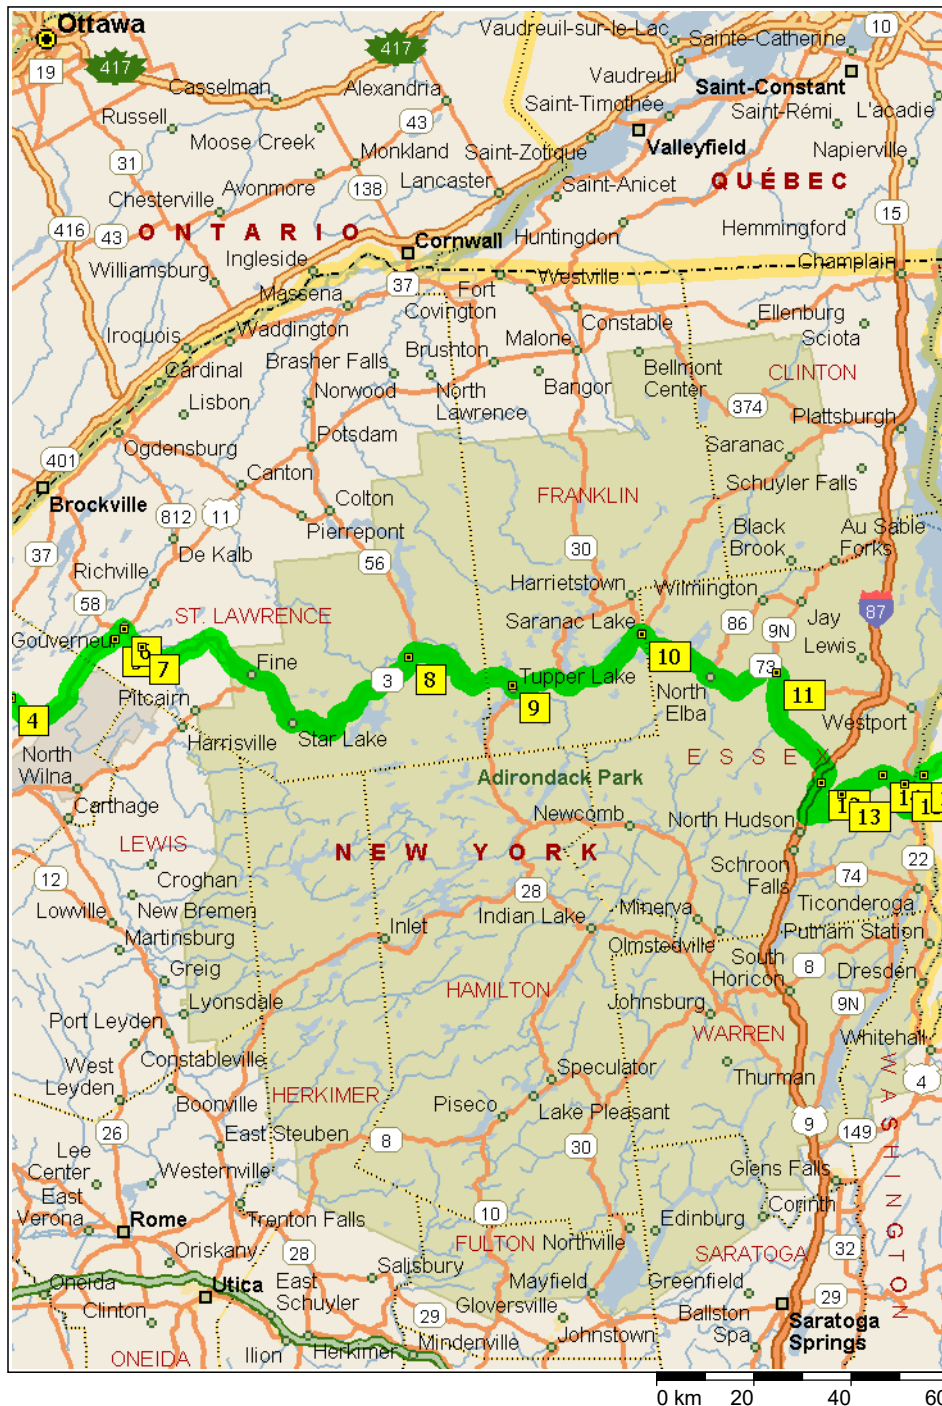 Ottawa
Vaudreuil-sur-le-Lac
10
417
417
Sainte-Catherine
19
Vaudreuil
Casselman
Alexandria
Saint-Constant
Saint-Timothée
Saint-Rémi
L'acadie
Russell
43
Moose Creek
Valleyfield
Monkland
Saint-Zotique
Napierville
31
Avonmore
138
Lancaster
Saint-Anicet
QUÉBEC
Chesterville
416
43
ONTARIO
Huntingdon
Hemmingford
15
Cornwall
Ingleside
Williamsburg
37
Fort Covington
Westville
Champlain
Massena
Waddington
Constable
Ellenburg
Iroquois
Brasher Falls
Brushton
Malone
Sciota
Cardinal
Norwood
North Lawrence
Bangor
Bellmont Center
CLINTON
Lisbon
374
Plattsburgh
Ogdensburg
Potsdam
Saranac
401
Canton
Brockville
Colton
FRANKLIN
Schuyler Falls
812
11
Pierrepont
Black Brook
Au Sable Forks
37
De Kalb
56
30
Richville
Harrietstown
Wilmington
58
ST. LAWRENCE
Saranac Lake
86
9N
Jay
87
Gouverneur
Lewis
6
7
Fine
8
Tupper Lake
10
73
11
4
Pitcairn
3
9
North Elba
Westport
North Wilna
Harrisville
Star Lake
ESSEX
Adirondack Park
Carthage
Newcomb
13
North Hudson
LEWIS
NEW YORK
Schroon Falls
22
12
Croghan
28
74
Lowville
New Bremen
Inlet
Indian Lake
Minerva
Ticonderoga
Martinsburg
Olmstedville
Putnam Station
Greig
South Horicon
8
Dresden
Lyonsdale
HAMILTON
Johnsburg
9N
Port Leyden
WARREN
Whitehall
West Leyden
Constableville
Speculator
Thurman
4
Boonville
HERKIMER
Piseco
Lake Pleasant
WASHINGTON
26
East Steuben
8
30
9
149
Lee Center
Westernville
Glens Falls
East Verona
Rome
Trenton Falls
10
Edinburg
Corinth
Oriskany
28
FULTON
Northville
SARATOGA
32
Oneida
Utica
East Schuyler
Salisbury
Mayfield
Greenfield
Clinton
29
Gloversville
Ballston Spa
29
Saratoga Springs
ONEIDA
Ilion
Herkimer
Mindenville
Johnstown
0 km 20 40 60